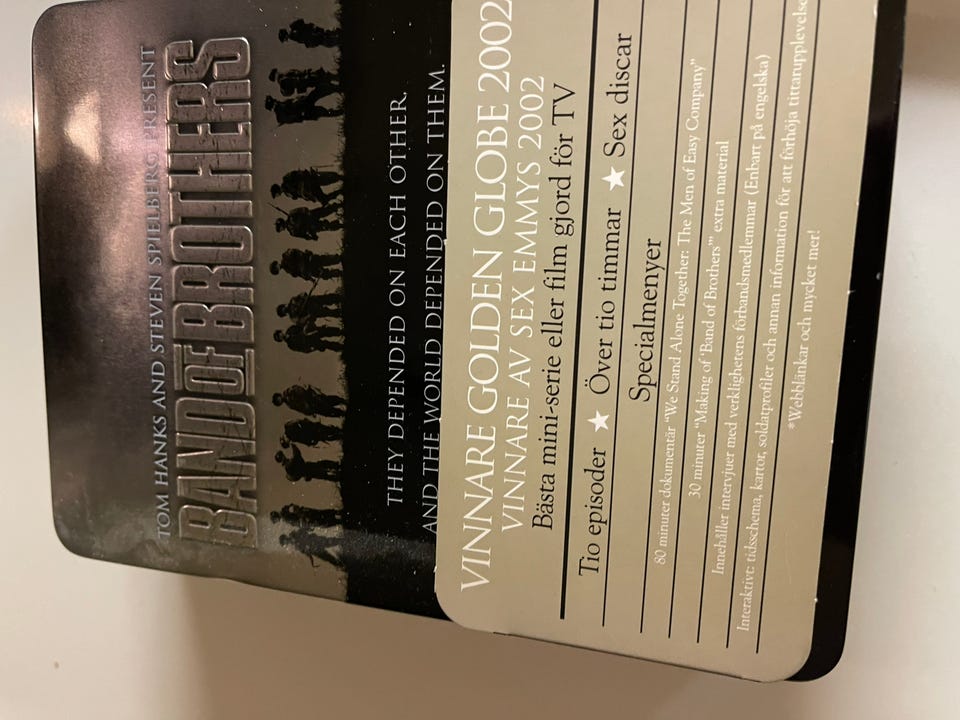 TOM HANKS AND STEVEN SPIELBERG PRESENT
BAND OF BROTHERS
THEY DEPENDED ON EACH OTHER.
AND THE WORLD DEPENDED ON THEM.
VINNARE GOLDEN GLOBE 2002
VINNARE AV SEX EMMYS 2002
Bästa mini-serie eller film gjord för TV
Tio episoder ★ Över tio timmar ★ Sex discar
Specialmenyer
80 minuter dokumentär "We Stand Alone Together: The Men of Easy Company"
30 minuter "Making of 'Band of Brothers'" extra material
Innehåller intervjuer med verklighetens förbandsmedlemmar (Enbart på engelska)
Interaktivt: tidsschema, kartor, soldatprofiler och annan information för att förhöja tittarupplevelse
*Webblänkar och mycket mer!